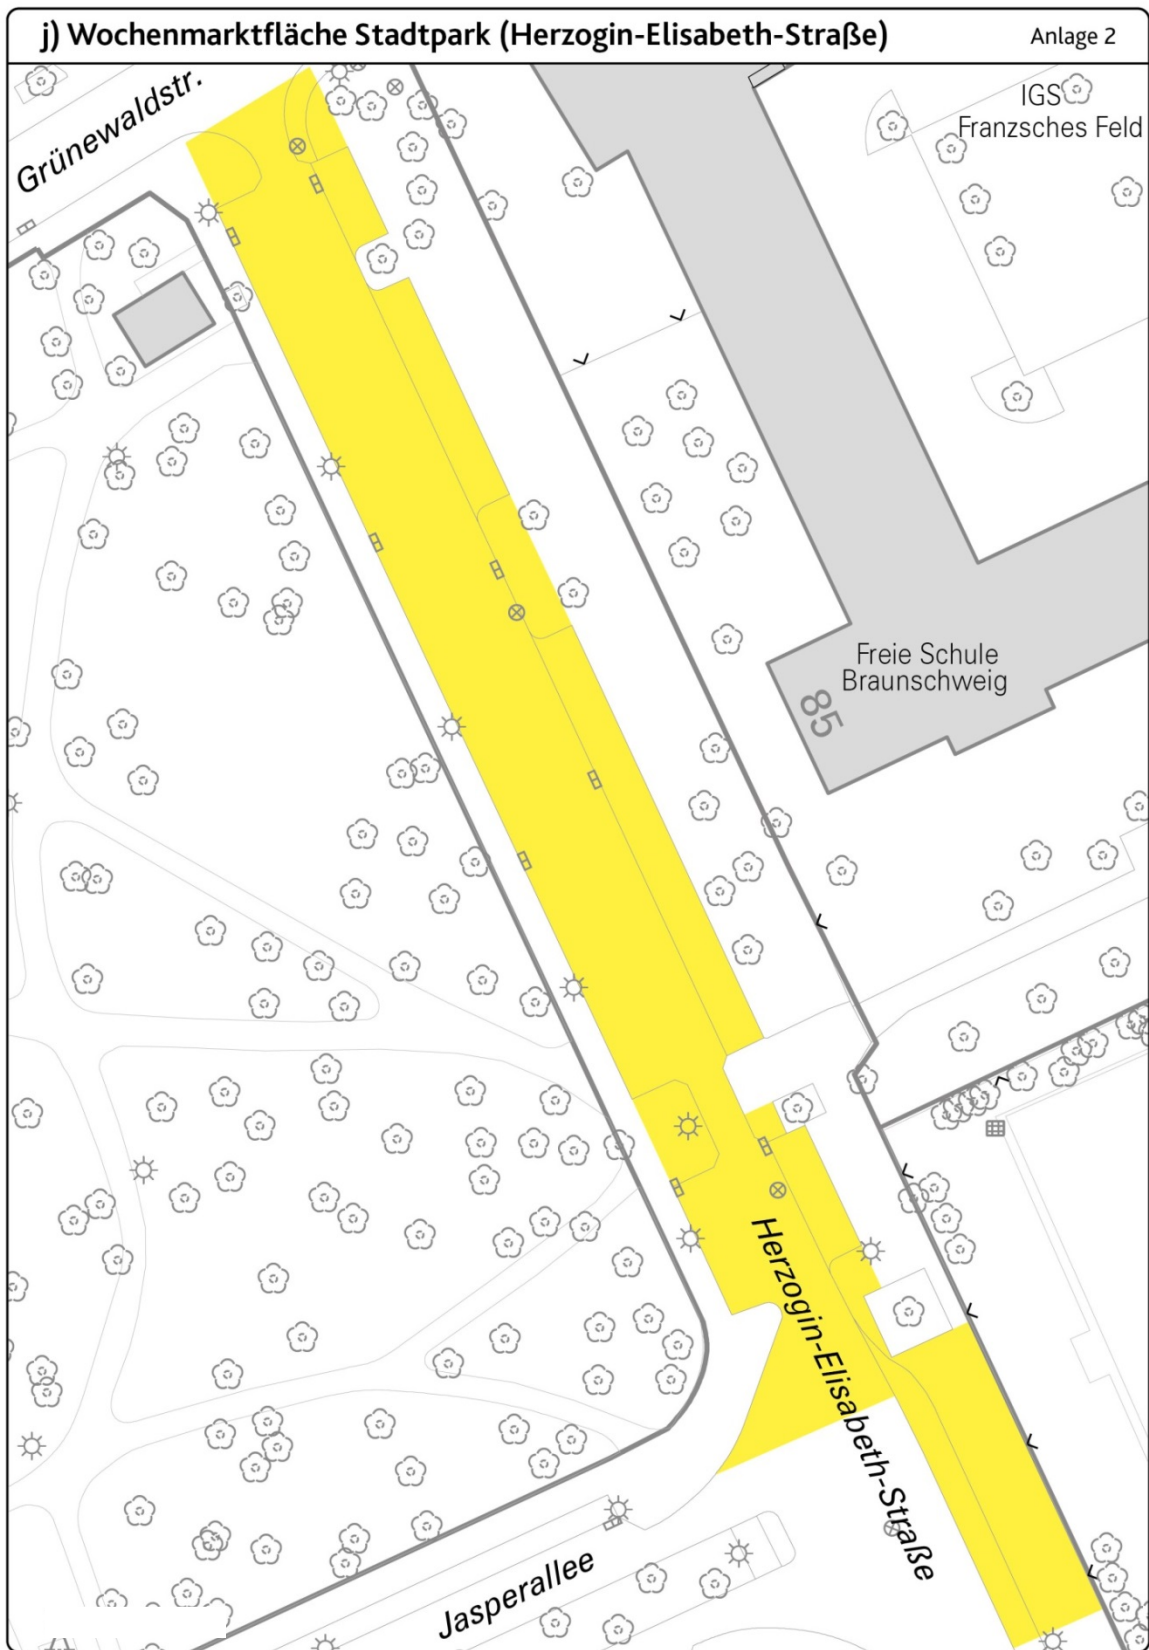 j) Wochenmarktfläche Stadtpark (Herzogin-Elisabeth-Straße)
Anlage 2
Grünewaldstr.
IGS
Franzsches Feld
Freie Schule
Braunschweig
85
Herzogin-Elisabeth-Straße
Jasperallee